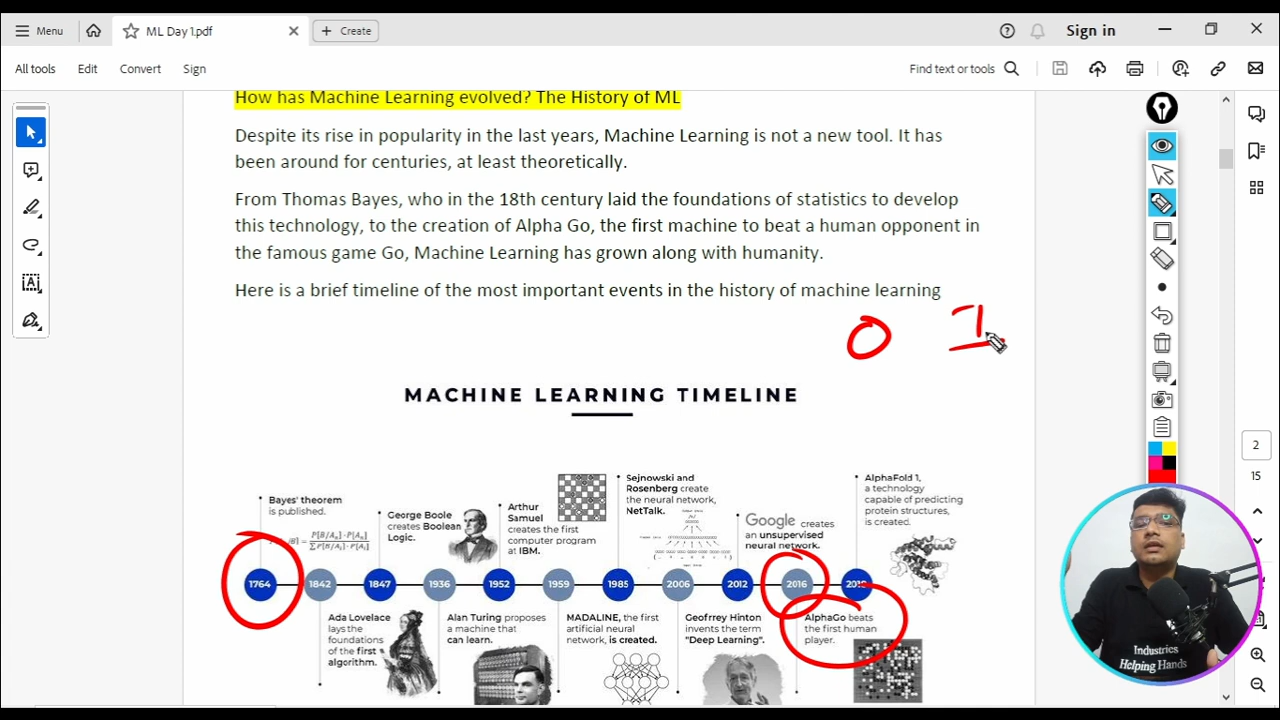 Menu
ML Day 1.pdf
Create
Sign in
All tools
Edit
Convert
Sign
Find text or tools
How has Machine Learning evolved? The History of ML
Despite its rise in popularity in the last years, Machine Learning is not a new tool. It has
been around for centuries, at least theoretically.
From Thomas Bayes, who in the 18th century laid the foundations of statistics to develop
this technology, to the creation of Alpha Go, the first machine to beat a human opponent in
the famous game Go, Machine Learning has grown along with humanity.
Here is a brief timeline of the most important events in the history of machine learning
0 1
MACHINE LEARNING TIMELINE
Bayes' theorem
is published.
George Boole
creates Boolean
Logic.
Arthur
Samuel
creates the first
computer program
at IBM.
Sejnowski and
Rosenberg create
the neural network,
NetTalk.
Google creates
an unsupervised
neural network.
AlphaFold 1,
a technology
capable of predicting
protein structures,
is created.
1764 1842 1847 1936 1952 1959 1985 2006 2012 2016
Ada Lovelace
lays the
foundations
of the first
algorithm.
Alan Turing proposes
a machine that
can learn.
MADALINE, the first
artificial neural
network, is created.
Geofrrey Hinton
invents the term
"Deep Learning".
AlphaGo beats
the first human
player.
2
15
Industries
Helping Hands